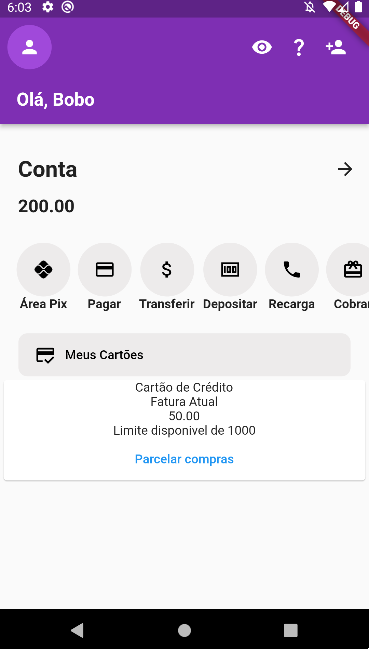 6:03
DEBUG
Olá, Bobo
Conta
200.00
Área Pix
Pagar
Transferir
Depositar
Recarga
Cobrar
Meus Cartões
Cartão de Crédito
Fatura Atual
50.00
Limite disponivel de 1000
Parcelar compras